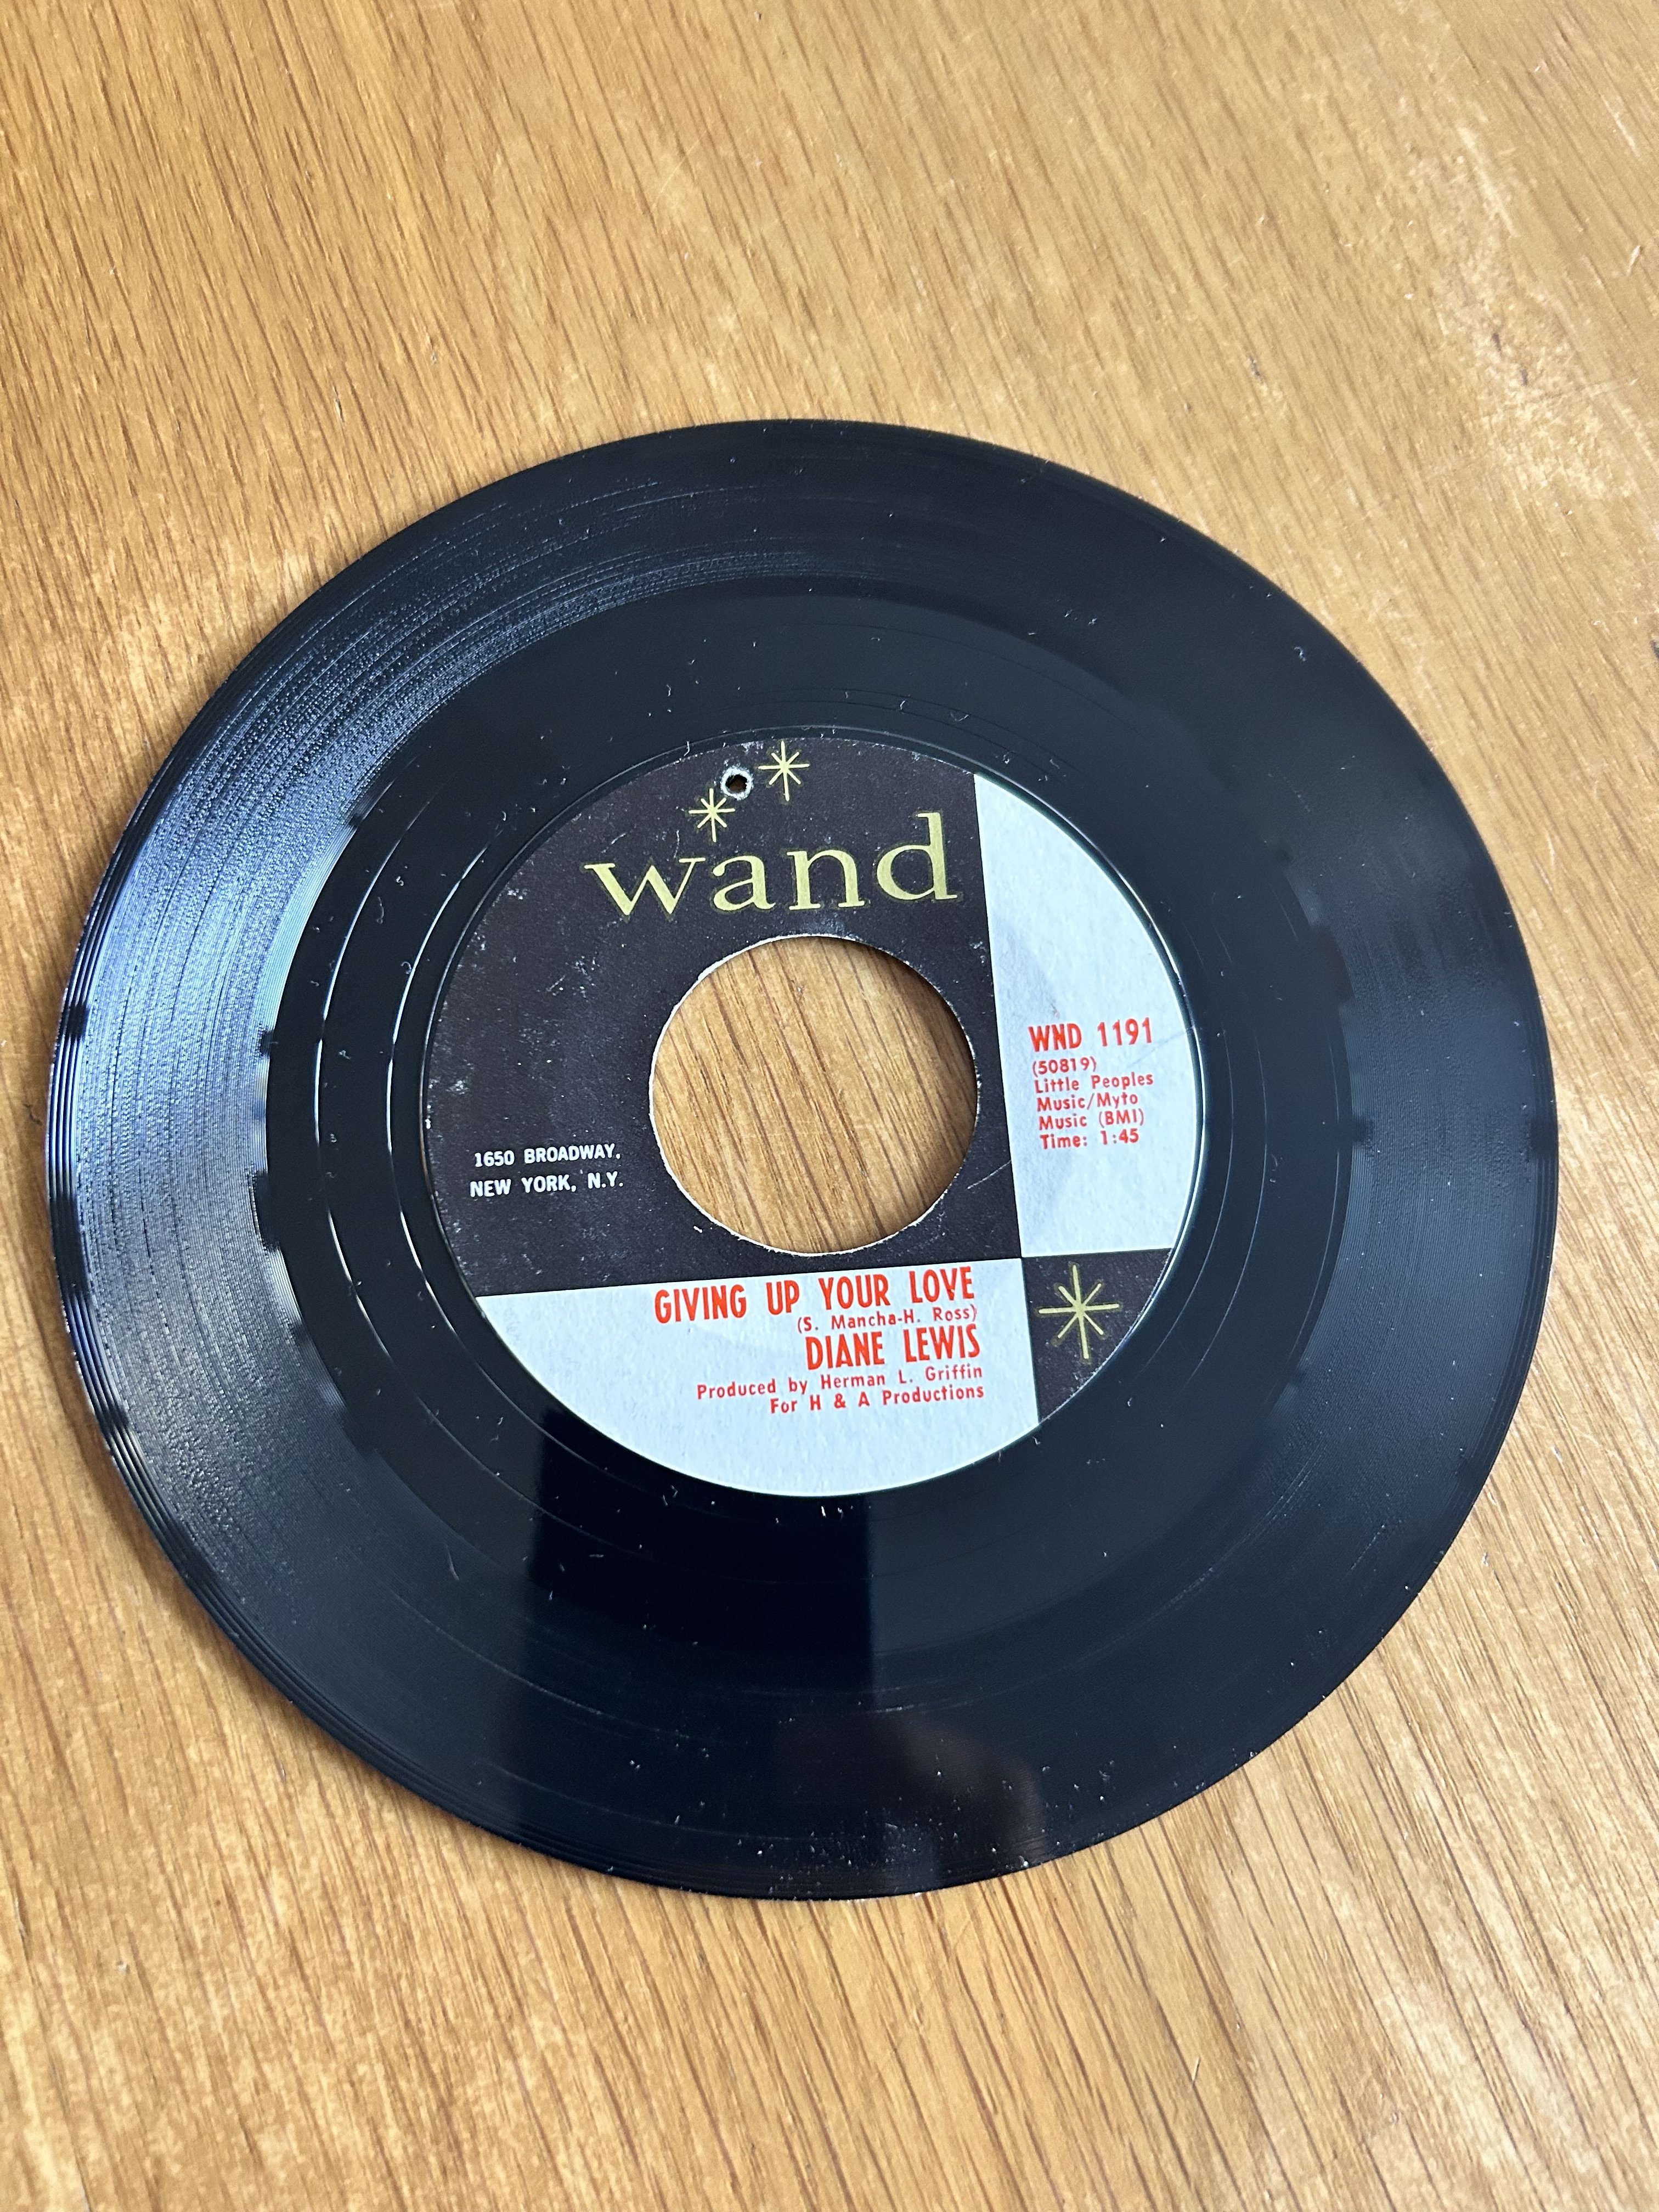 wand
WND 1191
(50819)
Little Peoples
Music/Myto
Music (BMI)
Time: 1:45
1650 BROADWAY,
NEW YORK, N.Y.
GIVING UP YOUR LOVE
(S. Mancha-H. Ross)
DIANE LEWIS
Produced by Herman L. Griffin
For H & A Productions